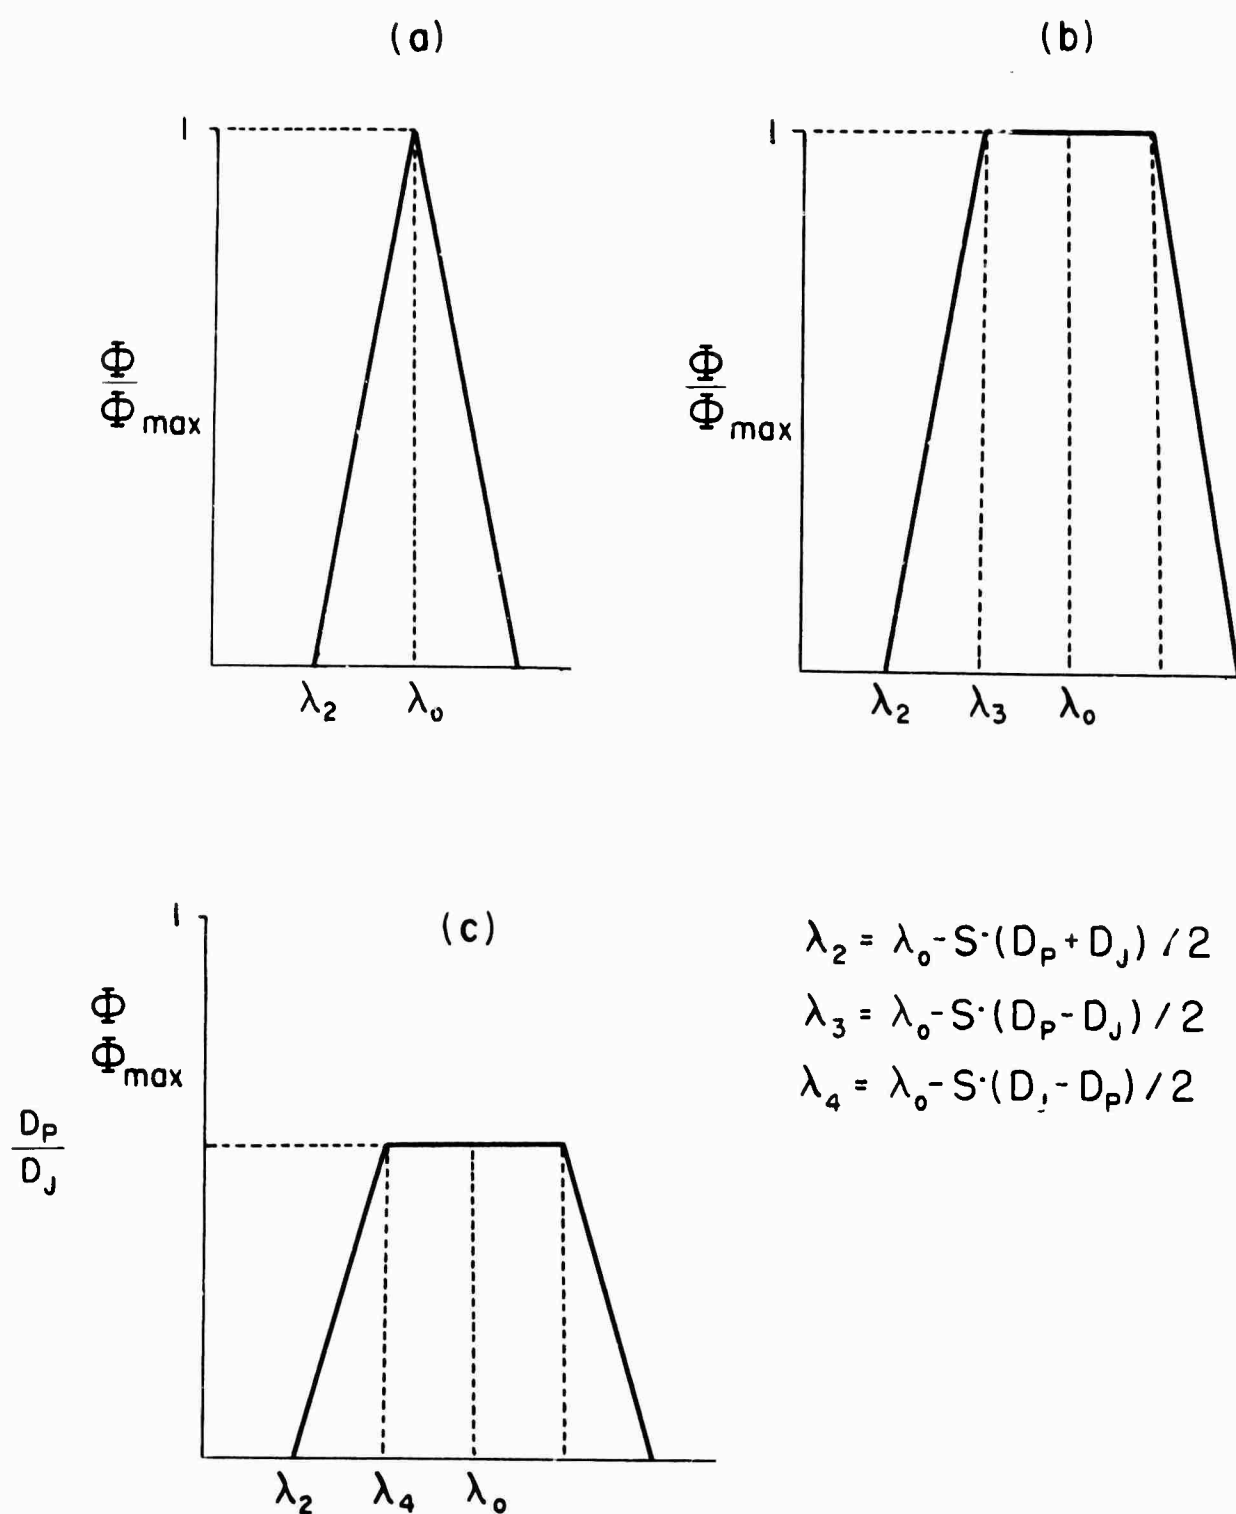 (a)
1
Φ
Φmax
λ2 λo
(b)
1
Φ
Φmax
λ2 λ3 λo
(c)
1
Φ
Φmax
DP
DJ
λ2 λ4 λo
λ2 = λo - S·(DP + DJ) / 2
λ3 = λo - S·(DP - DJ) / 2
λ4 = λo - S·(DJ - DP) / 2